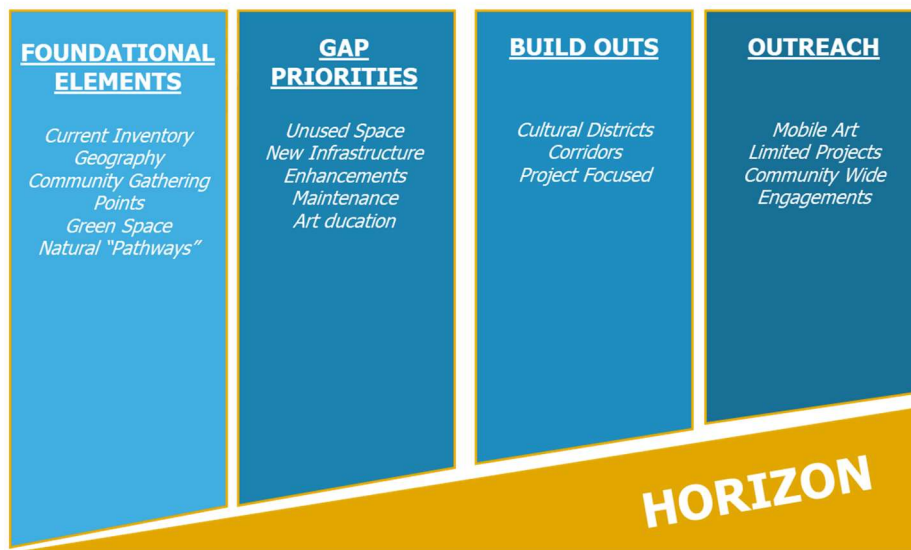 FOUNDATIONAL
ELEMENTS
Current Inventory
Geography
Community Gathering
Points
Green Space
Natural “Pathways”
GAP
PRIORITIES
Unused Space
New Infrastructure
Enhancements
Maintenance
Art ducation
BUILD OUTS
Cultural Districts
Corridors
Project Focused
OUTREACH
Mobile Art
Limited Projects
Community Wide
Engagements
HORIZON